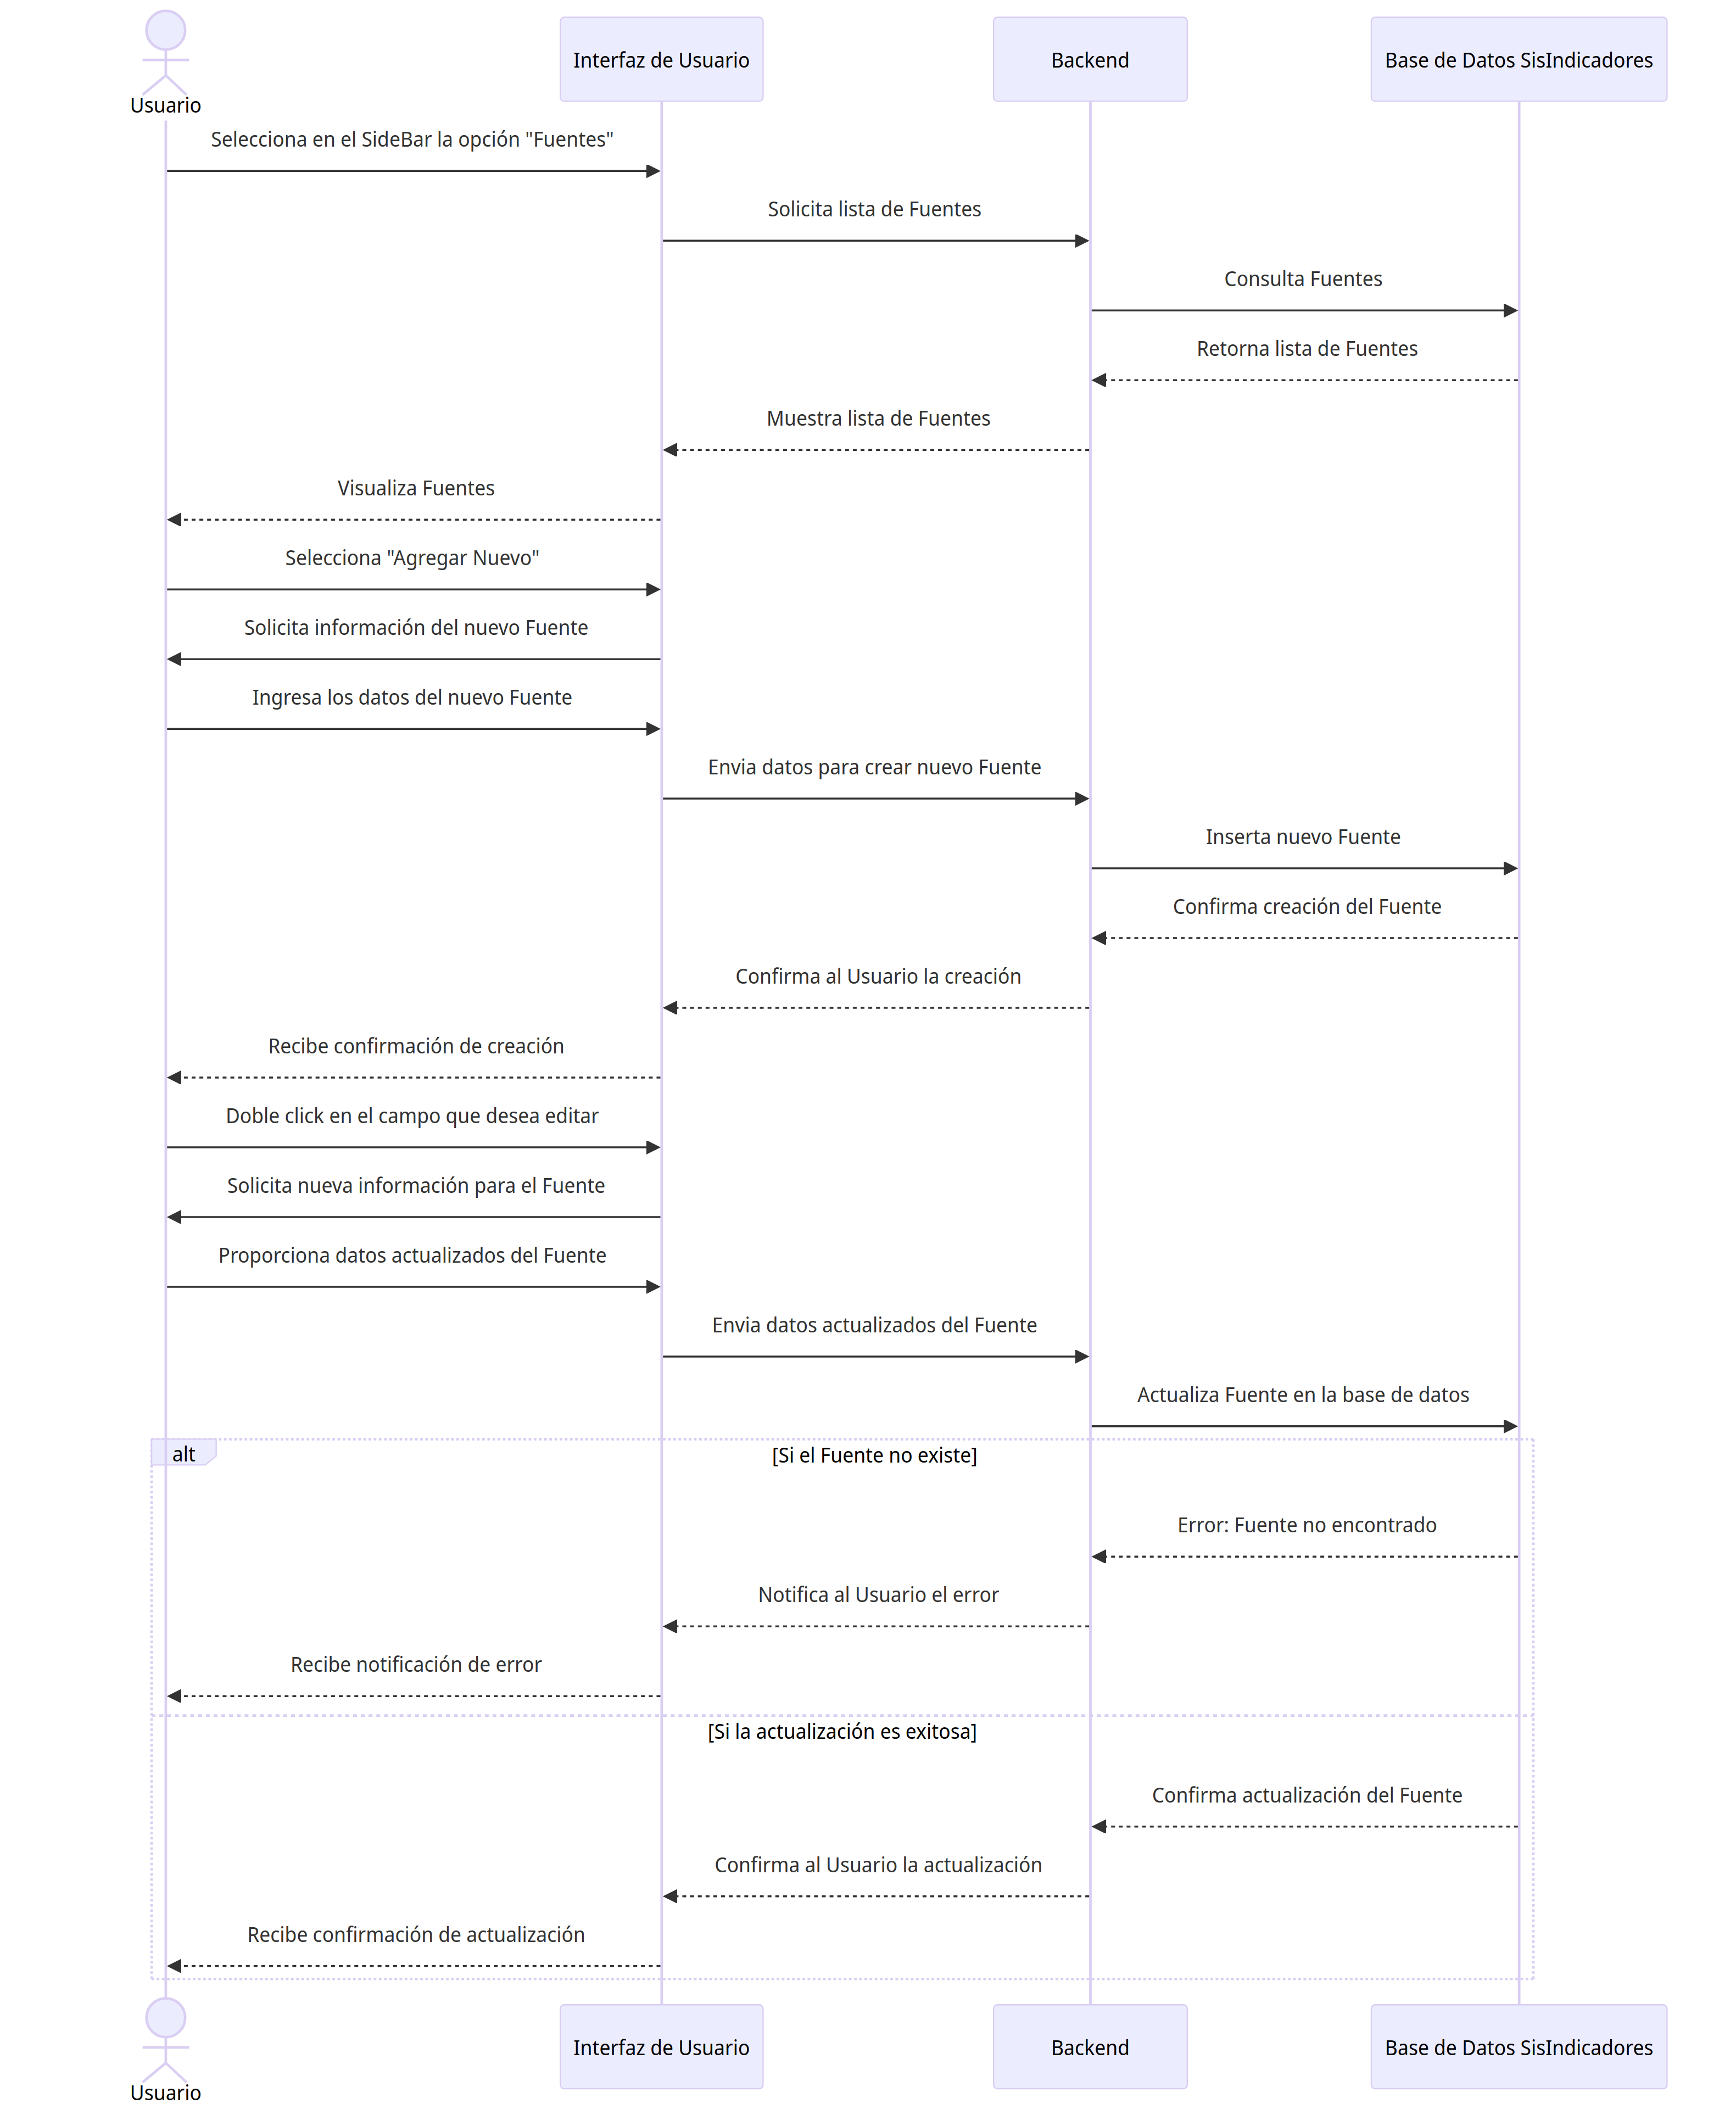 Usuario
Interfaz de Usuario
Backend
Base de Datos SisIndicadores
Selecciona en el SideBar la opción "Fuentes"
Solicita lista de Fuentes
Consulta Fuentes
Retorna lista de Fuentes
Muestra lista de Fuentes
Visualiza Fuentes
Selecciona "Agregar Nuevo"
Solicita información del nuevo Fuente
Ingresa los datos del nuevo Fuente
Envia datos para crear nuevo Fuente
Inserta nuevo Fuente
Confirma creación del Fuente
Confirma al Usuario la creación
Recibe confirmación de creación
Doble click en el campo que desea editar
Solicita nueva información para el Fuente
Proporciona datos actualizados del Fuente
Envia datos actualizados del Fuente
Actualiza Fuente en la base de datos
alt
[Si el Fuente no existe]
Error: Fuente no encontrado
Notifica al Usuario el error
Recibe notificación de error
[Si la actualización es exitosa]
Confirma actualización del Fuente
Confirma al Usuario la actualización
Recibe confirmación de actualización
Usuario
Interfaz de Usuario
Backend
Base de Datos SisIndicadores